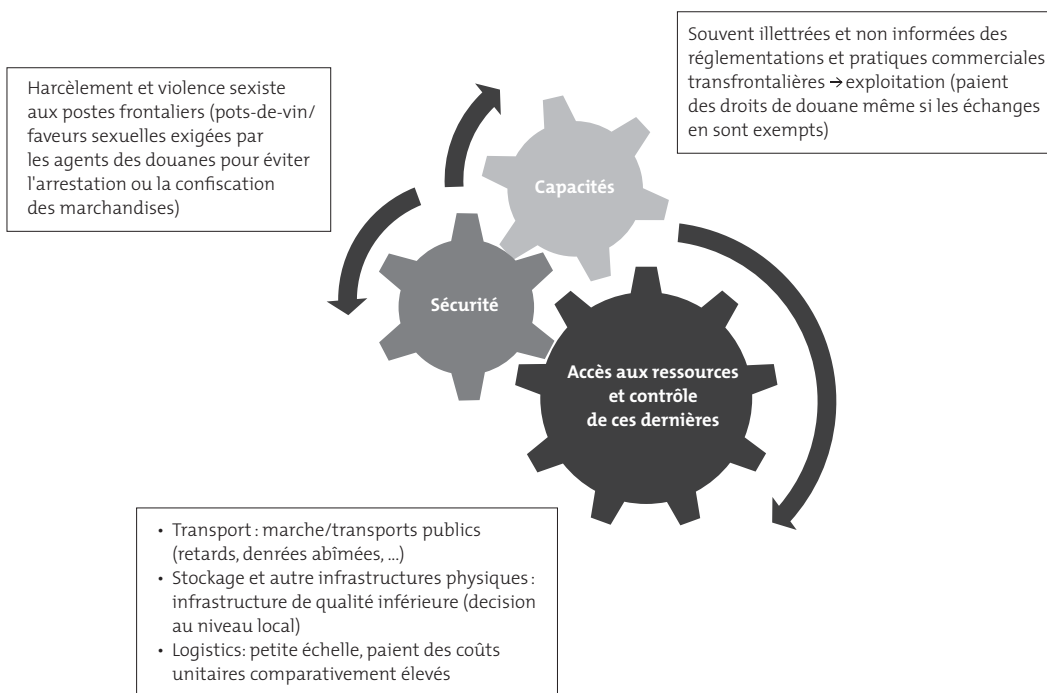 Souvent illettrées et non informées des
réglementations et pratiques commerciales
transfrontalières → exploitation (paient
des droits de douane même si les échanges
en sont exempts)
Harcèlement et violence sexiste
aux postes frontaliers (pots-de-vin/
faveurs sexuelles exigées par
les agents des douanes pour éviter
l'arrestation ou la confiscation
des marchandises)
Capacités
Sécurité
Accès aux ressources
et contrôle
de ces dernières
• Transport : marche/transports publics
(retards, denrées abîmées, ...)
• Stockage et autre infrastructures physiques :
infrastructure de qualité inférieure (decision
au niveau local)
• Logistics: petite échelle, paient des coûts
unitaires comparativement élevés